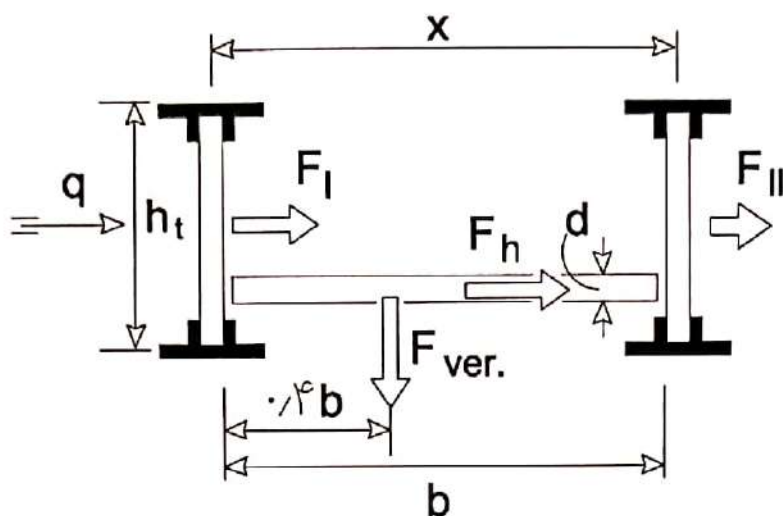 x
q
h_t
F_I
F_h
d
F_II
F_ver.
۰/۴b
b